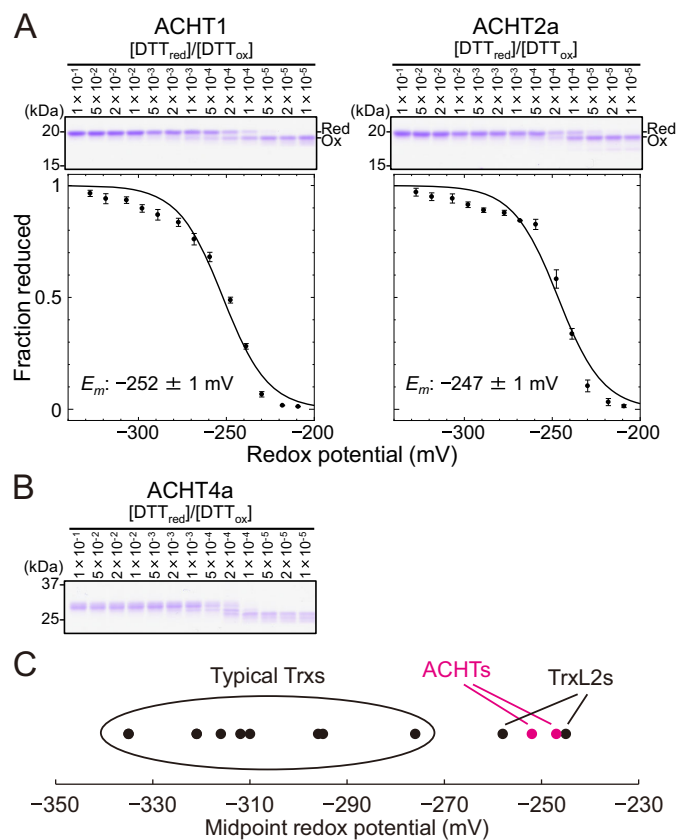 A
ACHT1
[DTTred]/[DTTox]
1 × 10⁻¹
5 × 10⁻²
2 × 10⁻²
1 × 10⁻²
5 × 10⁻³
2 × 10⁻³
1 × 10⁻³
5 × 10⁻⁴
2 × 10⁻⁴
1 × 10⁻⁴
5 × 10⁻⁵
2 × 10⁻⁵
1 × 10⁻⁵
(kDa)
20
15
Red
Ox
ACHT2a
[DTTred]/[DTTox]
1 × 10⁻¹
5 × 10⁻²
2 × 10⁻²
1 × 10⁻²
5 × 10⁻³
2 × 10⁻³
1 × 10⁻³
5 × 10⁻⁴
2 × 10⁻⁴
1 × 10⁻⁴
5 × 10⁻⁵
2 × 10⁻⁵
1 × 10⁻⁵
(kDa)
20
15
Red
Ox
Fraction reduced
1
0.5
0
Em: −252 ± 1 mV
−300 −250 −200
1
0.5
0
Em: −247 ± 1 mV
−300 −250 −200
Redox potential (mV)
B
ACHT4a
[DTTred]/[DTTox]
1 × 10⁻¹
5 × 10⁻²
2 × 10⁻²
1 × 10⁻²
5 × 10⁻³
2 × 10⁻³
1 × 10⁻³
5 × 10⁻⁴
2 × 10⁻⁴
1 × 10⁻⁴
5 × 10⁻⁵
2 × 10⁻⁵
1 × 10⁻⁵
(kDa)
37
25
C
Typical Trxs
ACHTs
TrxL2s
−350 −330 −310 −290 −270 −250 −230
Midpoint redox potential (mV)